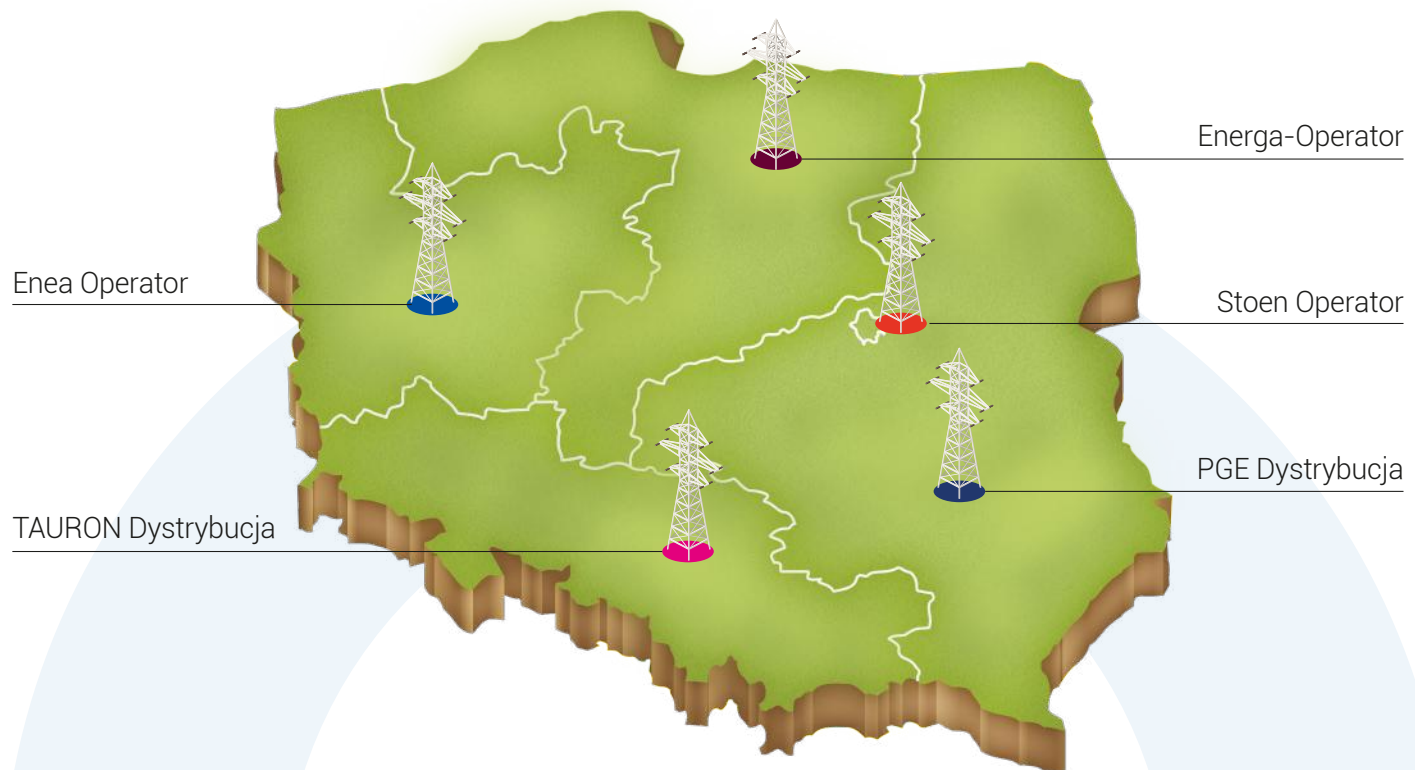 Energa-Operator
Enea Operator
Stoen Operator
PGE Dystrybucja
TAURON Dystrybucja